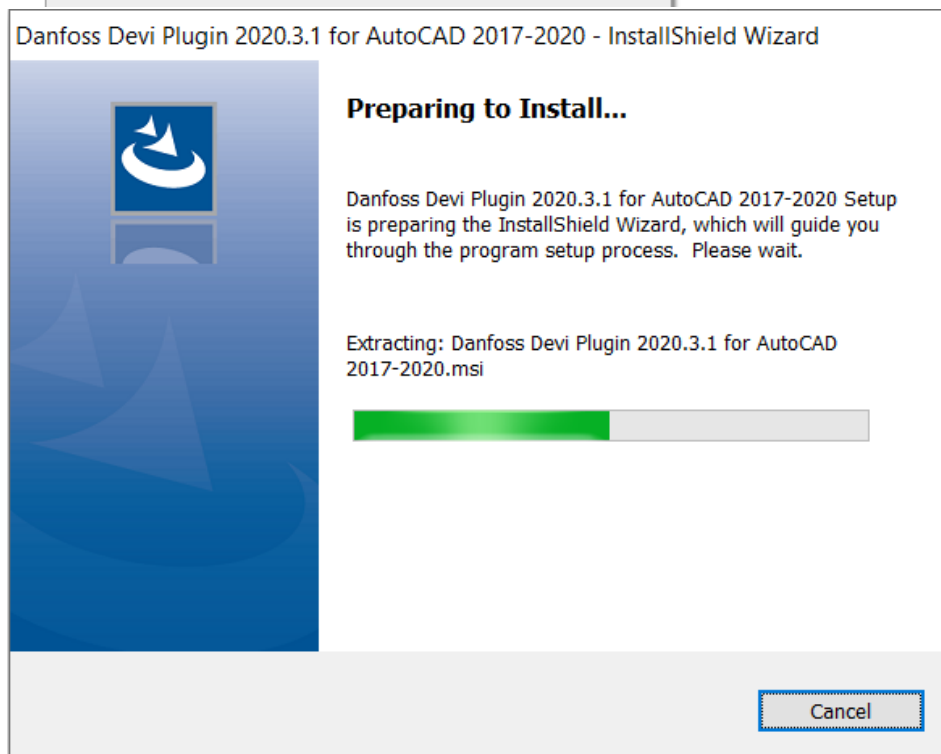 Danfoss Devi Plugin 2020.3.1 for AutoCAD 2017-2020 - InstallShield Wizard
Preparing to Install...
Danfoss Devi Plugin 2020.3.1 for AutoCAD 2017-2020 Setup
is preparing the InstallShield Wizard, which will guide you
through the program setup process.  Please wait.
Extracting: Danfoss Devi Plugin 2020.3.1 for AutoCAD
2017-2020.msi
Cancel